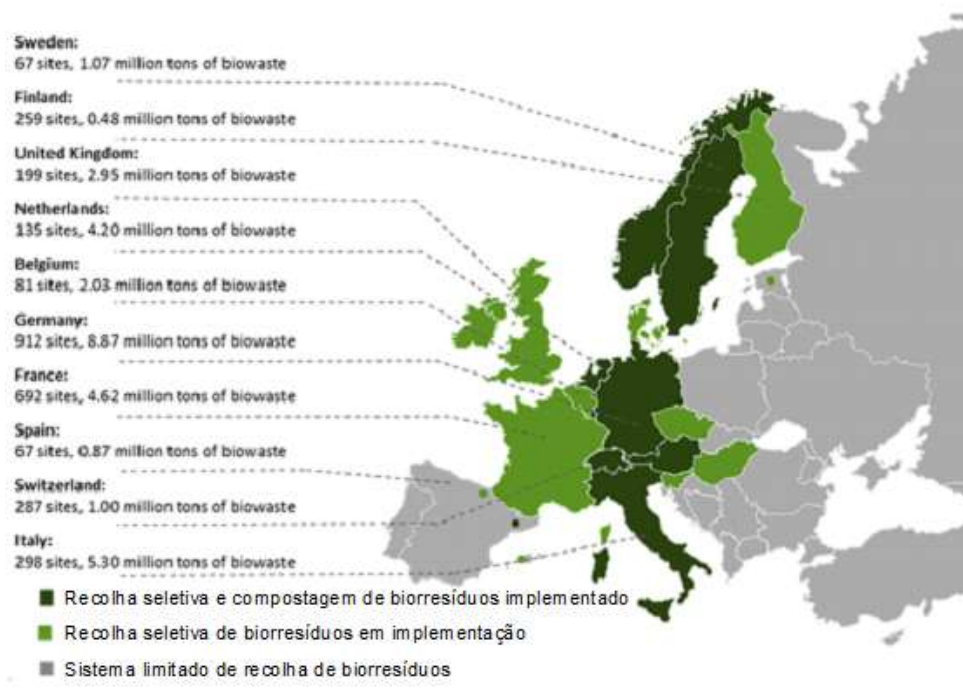 Sweden:
67 sites, 1.07 million tons of biowaste
Finland:
259 sites, 0.48 million tons of biowaste
United Kingdom:
199 sites, 2.95 million tons of biowaste
Netherlands:
135 sites, 4.20 million tons of biowaste
Belgium:
81 sites, 2.03 million tons of biowaste
Germany:
912 sites, 8.87 million tons of biowaste
France:
692 sites, 4.62 million tons of biowaste
Spain:
67 sites, 0.87 million tons of biowaste
Switzerland:
287 sites, 1.00 million tons of biowaste
Italy:
298 sites, 5.30 million tons of biowaste
Recolha seletiva e compostagem de biorresíduos implementado
Recolha seletiva de biorresíduos em implementação
Sistema limitado de recolha de biorresíduos